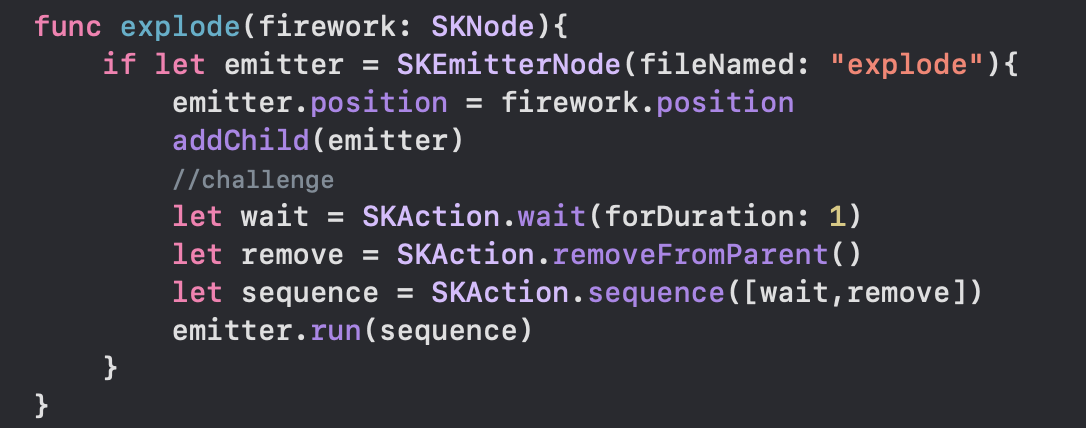 func explode(firework: SKNode){
    if let emitter = SKEmitterNode(fileNamed: "explode"){
        emitter.position = firework.position
        addChild(emitter)
        //challenge
        let wait = SKAction.wait(forDuration: 1)
        let remove = SKAction.removeFromParent()
        let sequence = SKAction.sequence([wait,remove])
        emitter.run(sequence)
    }
}